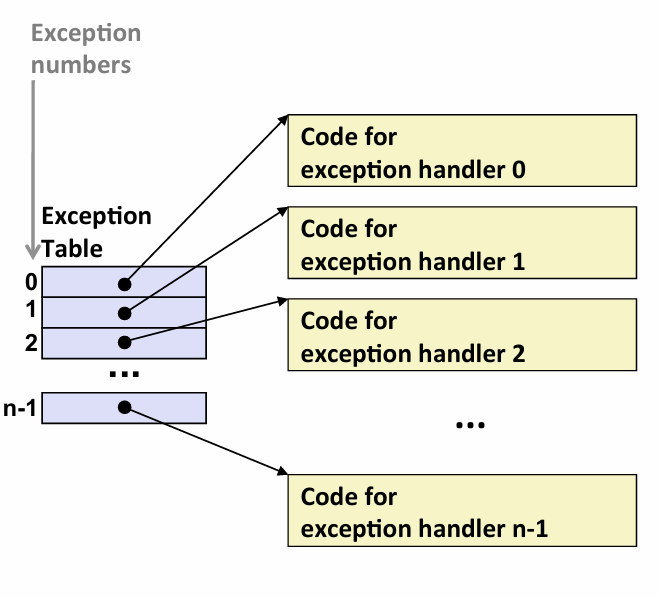 Exception
numbers
Exception
Table
0
1
2
...
n-1
Code for
exception handler 0
Code for
exception handler 1
Code for
exception handler 2
...
Code for
exception handler n-1